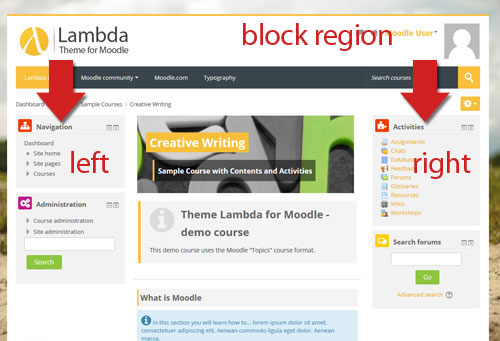 Lambda
Theme for Moodle
block region
Moodle User
Lambda
Moodle community
Moodle.com
Typography
Search courses
Dashboard
Sample Courses
Creative Writing
left
right
Navigation
Dashboard
Site home
Site pages
Courses
Administration
Course administration
Site administration
Search
Creative Writing
Sample Course with Contents and Activities
Theme Lambda for Moodle -
demo course
This demo course uses the Moodle "Topics" course format.
What is Moodle
In this section you will learn how to... lorem ipsum dolor sit amet,
consectetuer adipiscing elit. Aenean commodo ligula eget dolor. Aenean
massa.
Activities
Assignments
Chats
Forums
Glossaries
Resources
Wikis
Workshops
Search forums
Go
Advanced search